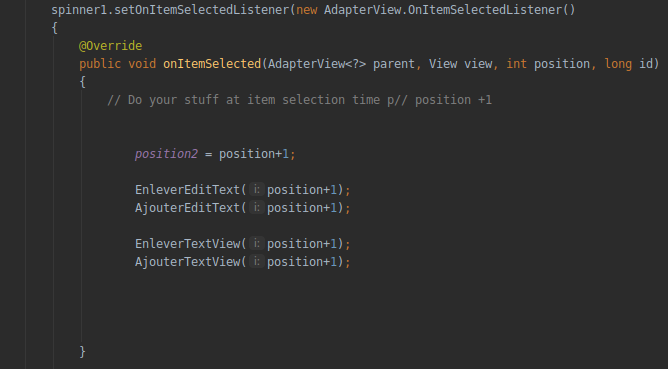 spinner1.setOnItemSelectedListener(new AdapterView.OnItemSelectedListener()
{
@Override
public void onItemSelected(AdapterView<?> parent, View view, int position, long id)
{
// Do your stuff at item selection time p// position +1
position2 = position+1;
EnleverEditText( i: position+1);
AjouterEditText( i: position+1);
EnleverTextView( i: position+1);
AjouterTextView( i: position+1);
}